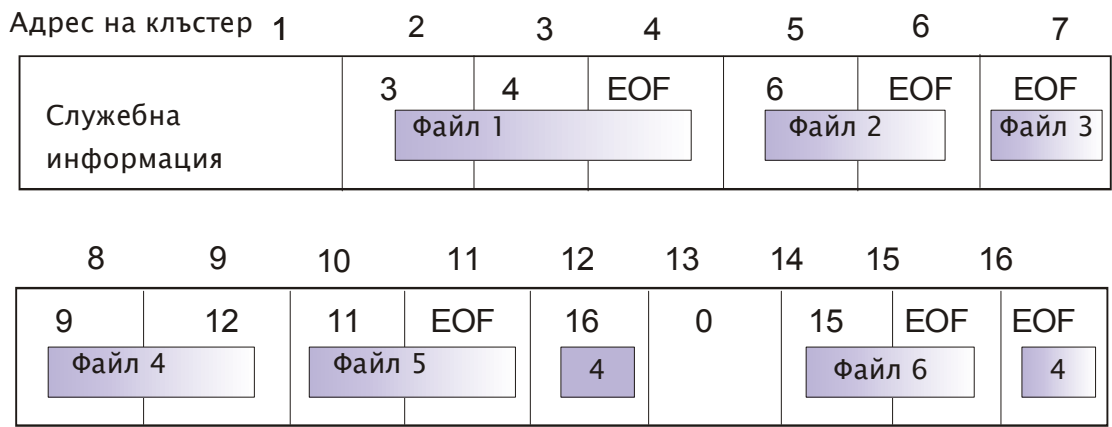 Адрес на клъстер 1 2 3 4 5 6 7
3 4 EOF 6 EOF EOF
Служебна
информация
Файл 1 Файл 2 Файл 3
8 9 10 11 12 13 14 15 16
9 12 11 EOF 16 0 15 EOF EOF
Файл 4 Файл 5 4 Файл 6 4